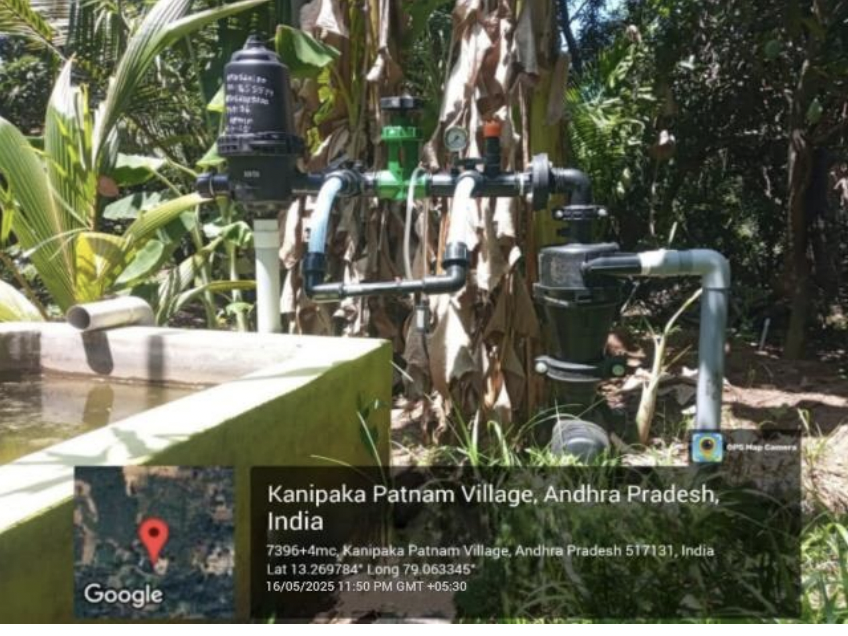 GPS Map Camera
Kanipaka Patnam Village, Andhra Pradesh,
India
7396+4mc, Kanipaka Patnam Village, Andhra Pradesh 517131, India
Lat 13.269784° Long 79.063345°
16/05/2025 11:50 PM GMT +05:30
Google